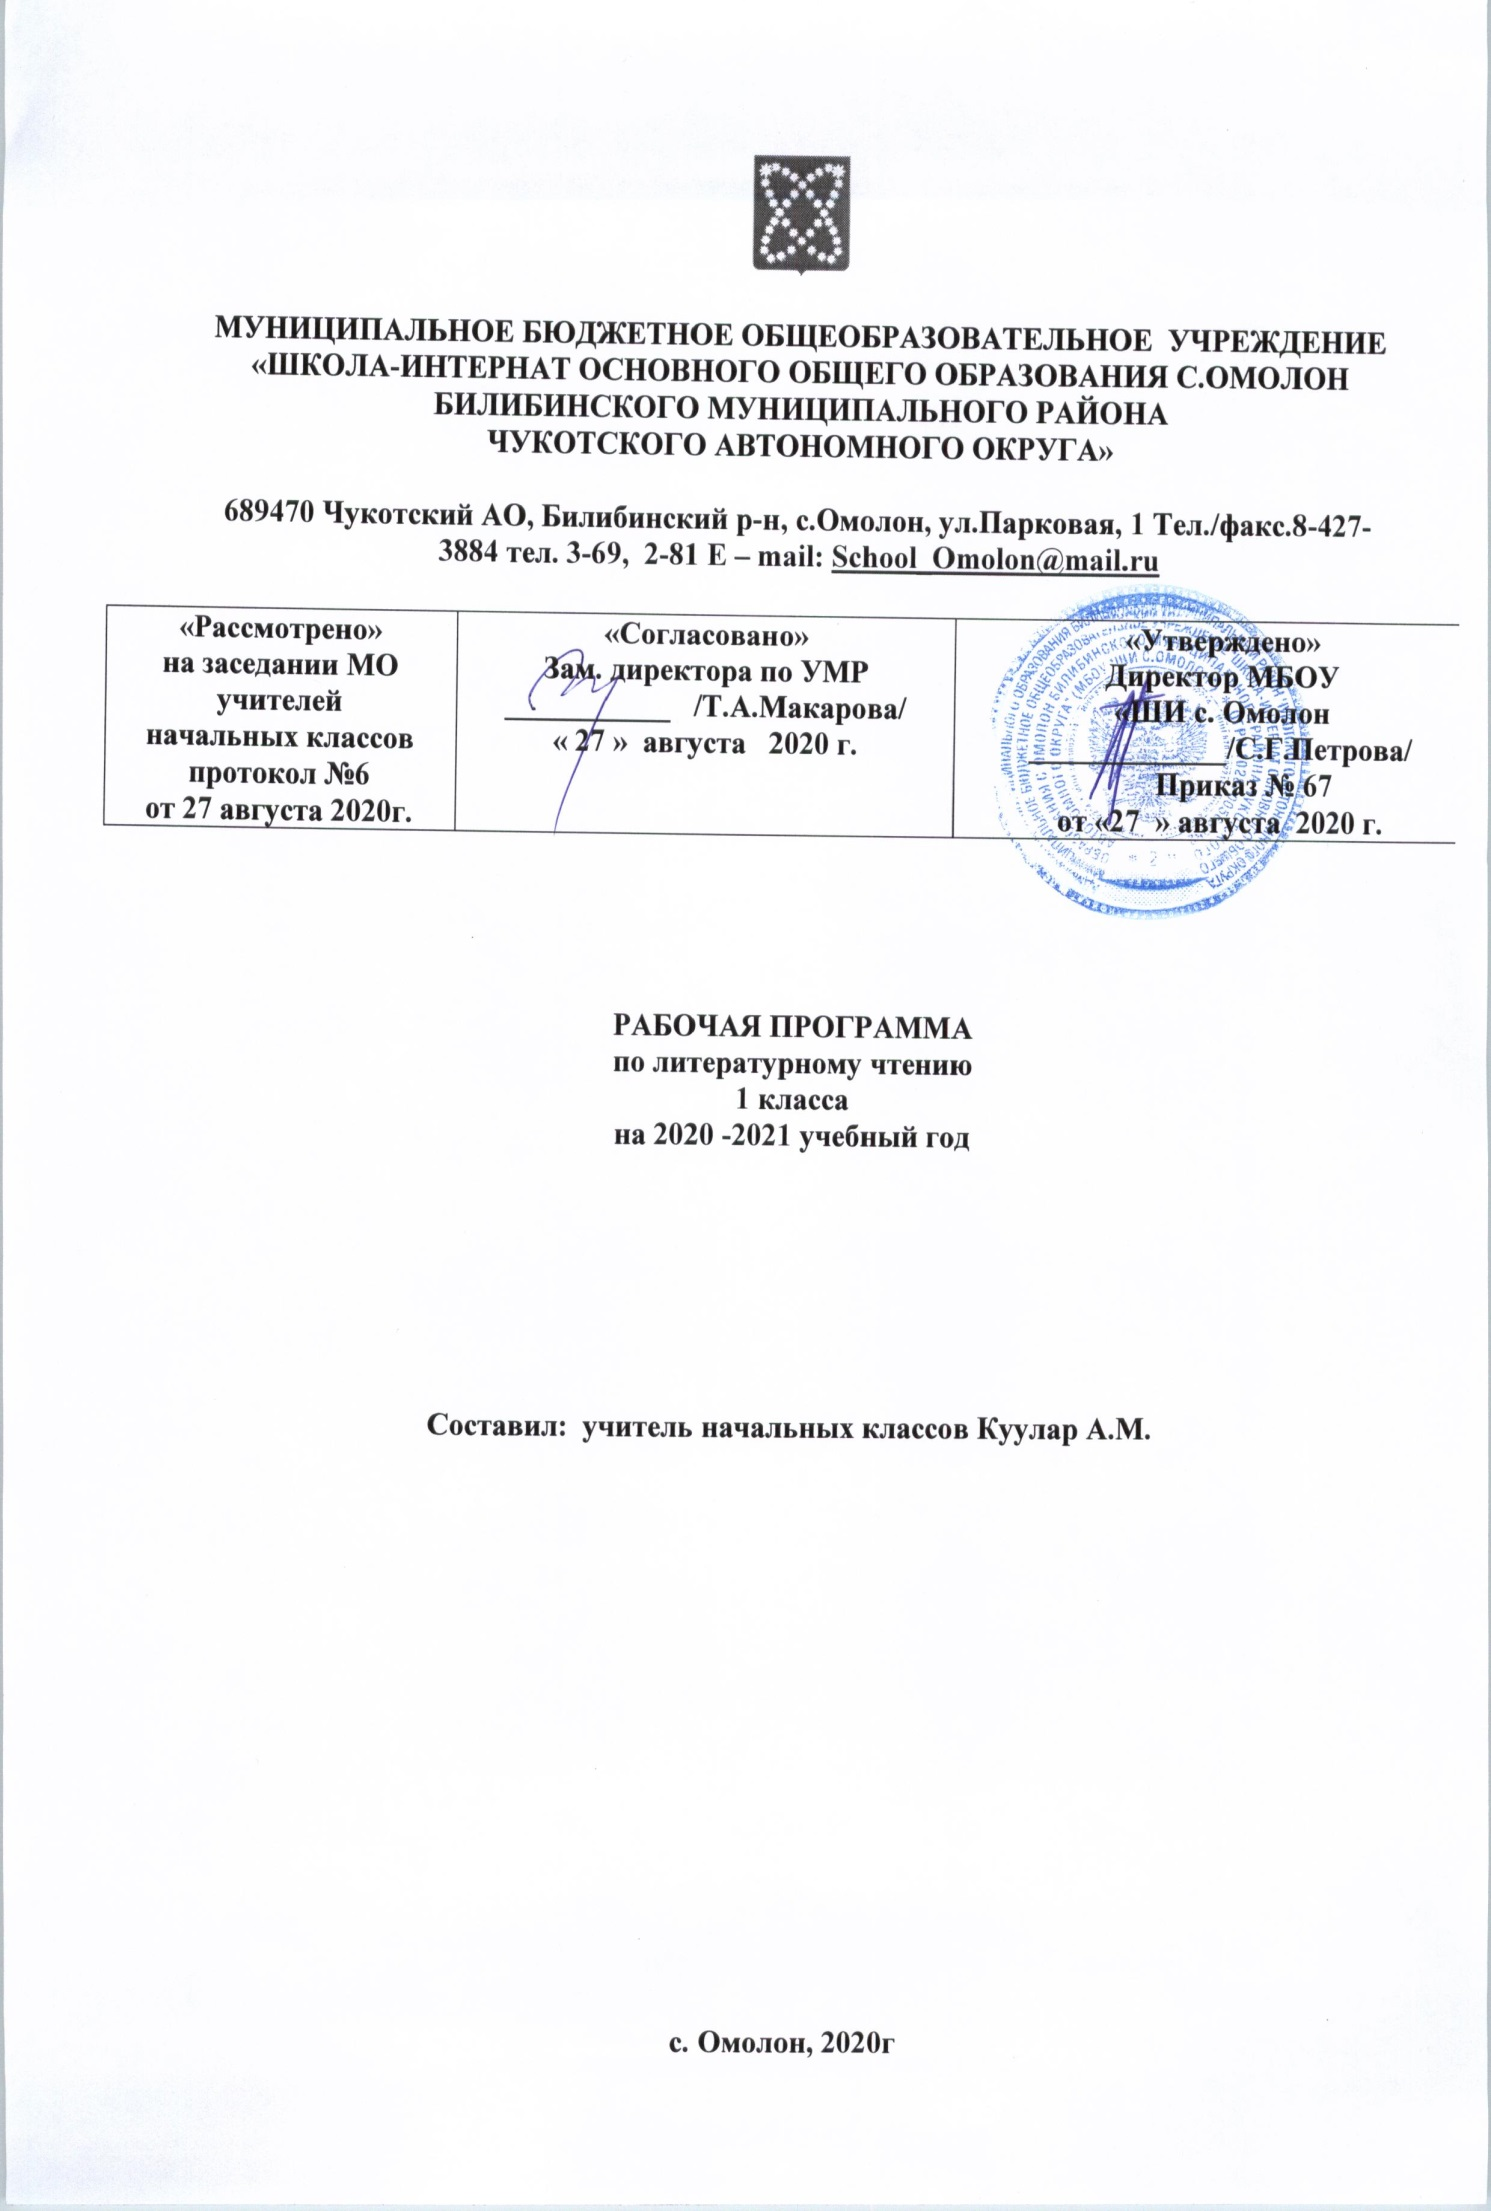 МУНИЦИПАЛЬНОЕ БЮДЖЕТНОЕ ОБЩЕОБРАЗОВАТЕЛЬНОЕ УЧРЕЖДЕНИЕ
«ШКОЛА-ИНТЕРНАТ ОСНОВНОГО ОБЩЕГО ОБРАЗОВАНИЯ С.ОМОЛОН
БИЛИБИНСКОГО МУНИЦИПАЛЬНОГО РАЙОНА
ЧУКОТСКОГО АВТОНОМНОГО ОКРУГА»
689470 Чукотский АО, Билибинский р-н, с.Омолон, ул.Парковая, 1 Тел./факс.8-427-
3884 тел. 3-69, 2-81 E – mail: School_Omolon@mail.ru
«Рассмотрено»
на заседании МО
учителей
начальных классов
протокол №6
от 27 августа 2020г.
«Согласовано»
Зам. директора по УМР
___________ /Т.А.Макарова/
« 27 » августа 2020 г.
«Утверждено»
Директор МБОУ
«ШИ с. Омолон
_____________/С.Г.Петрова/
Приказ № 67
от «27 » августа 2020 г.
РАБОЧАЯ ПРОГРАММА
по литературному чтению
1 класса
на 2020 -2021 учебный год
Составил: учитель начальных классов Куулар А.М.
с. Омолон, 2020г